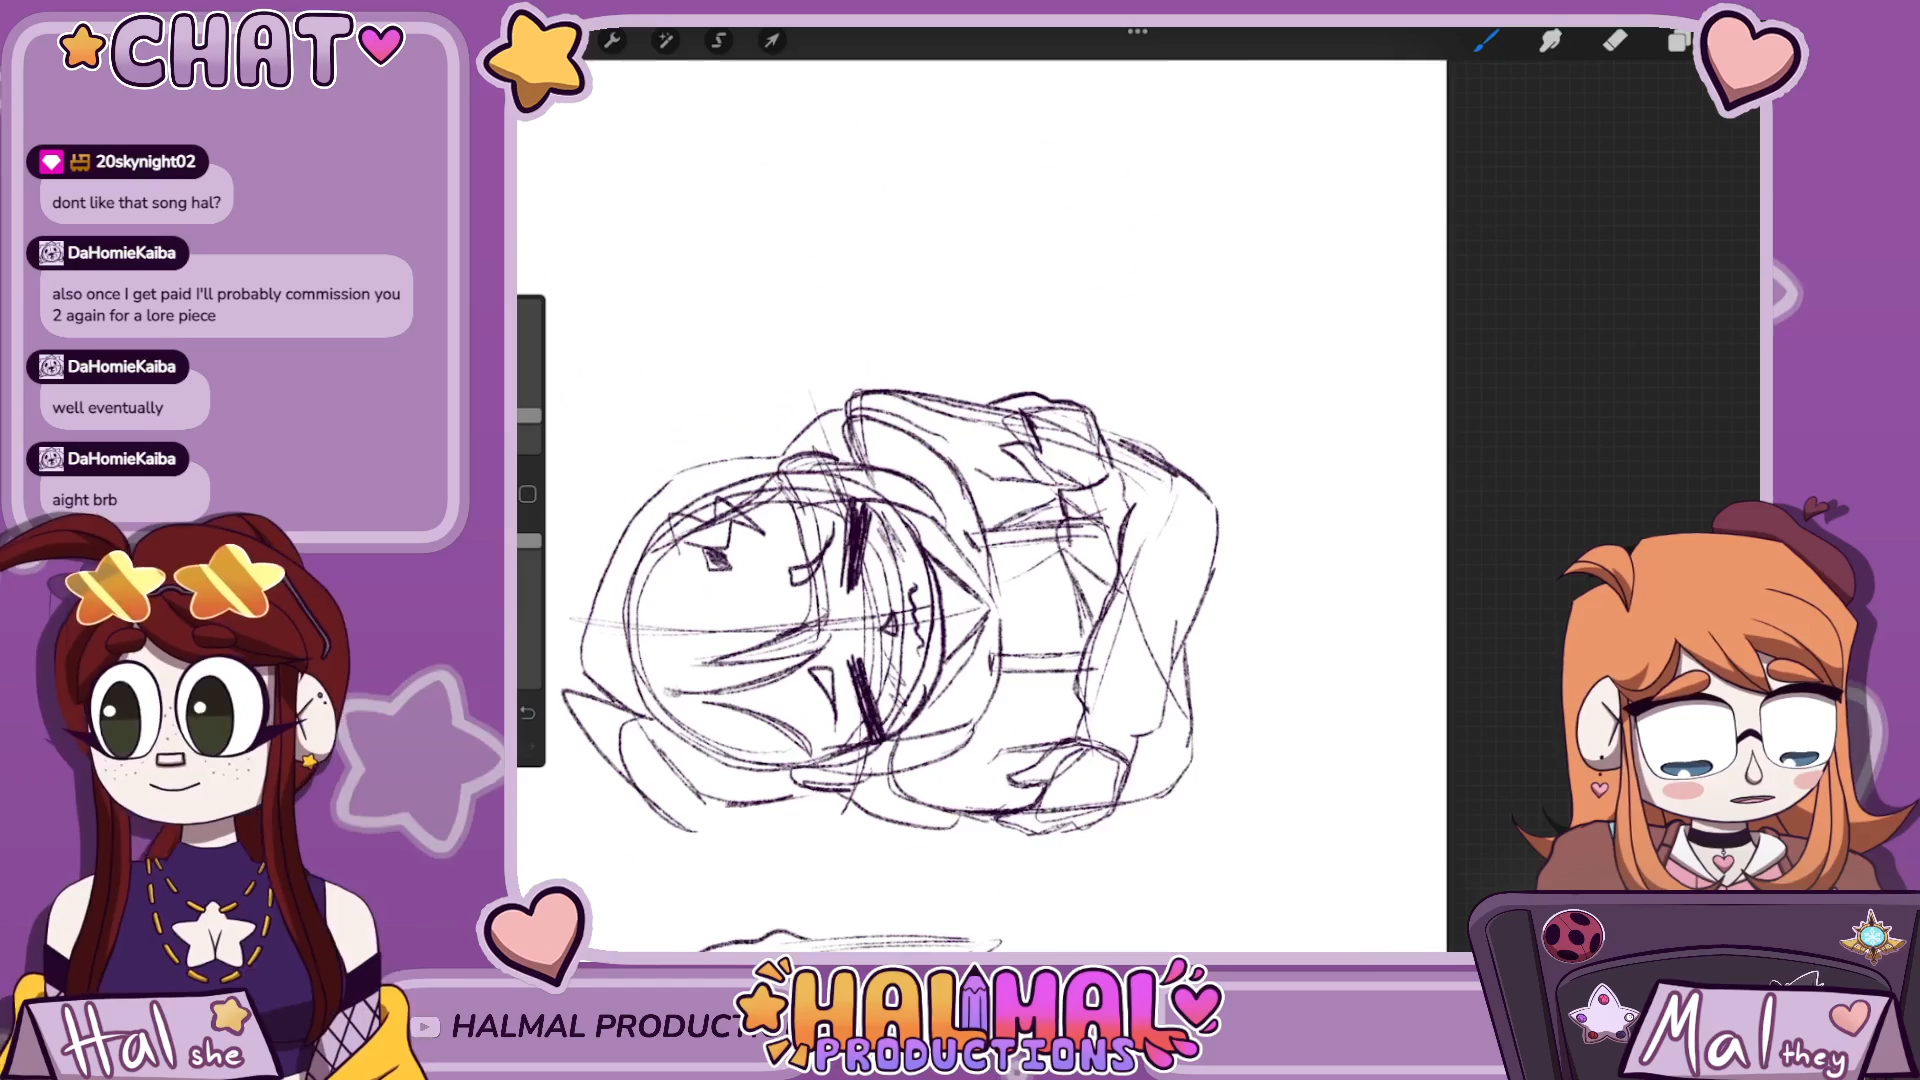 CHAT
20skynight02
dont like that song hal?
DaHomieKaiba
also once I get paid I'll probably commission you
2 again for a lore piece
DaHomieKaiba
well eventually
DaHomieKaiba
aight brb
Hal she
HALMAL PRODUCT
HALMAL
PRODUCTIONS
Mal they